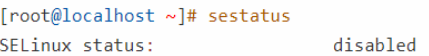 [root@localhost ~]# sestatus
SELinux status:                 disabled